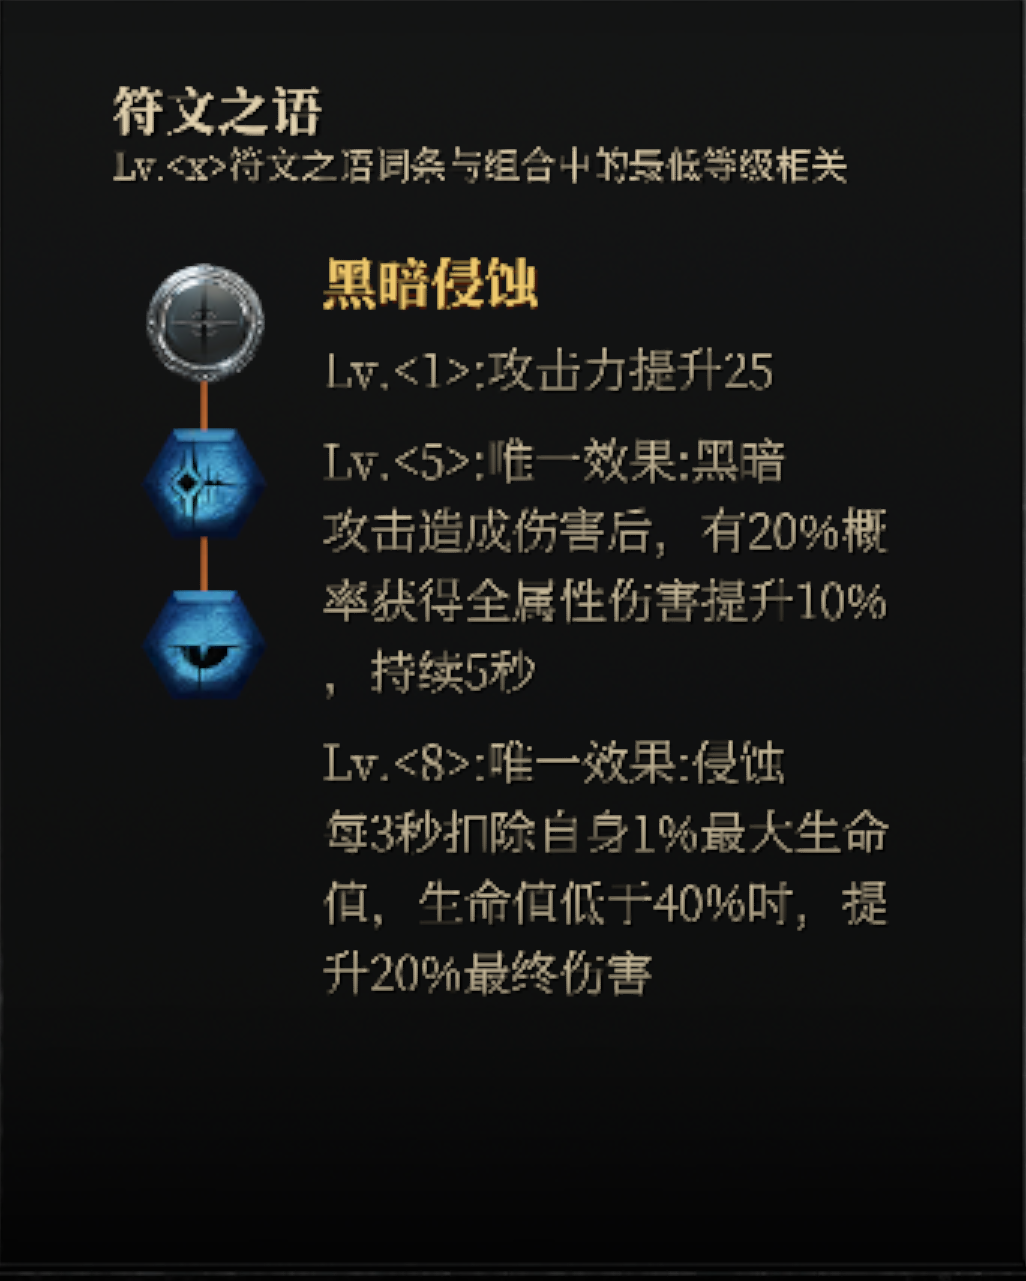 符文之语
Lv.<x>符文之语词条与组合中的最低等级相关
黑暗侵蚀
Lv.<1>:攻击力提升25
Lv.<5>:唯一效果:黑暗
攻击造成伤害后，有20%概
率获得全属性伤害提升10%
，持续5秒
Lv.<8>:唯一效果:侵蚀
每3秒扣除自身1%最大生命
值，生命值低于40%时，提
升20%最终伤害